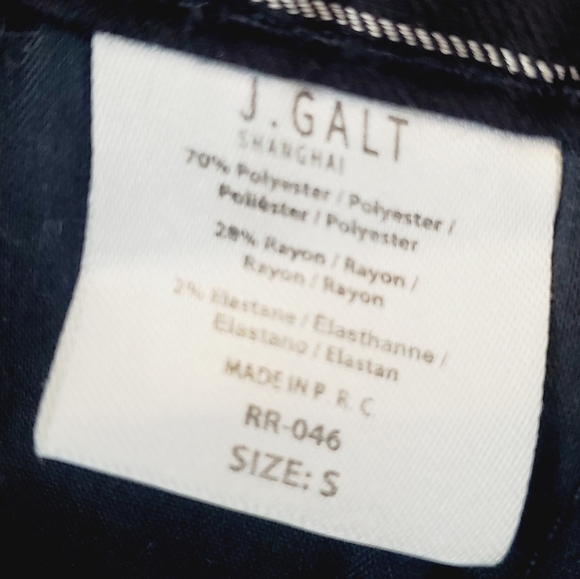 J.GALT
SHANGHAI
70% Polyester / Polyester /
Poliéster / Polyester
28% Rayon / Rayon /
Rayon / Rayon
2% Elastane / Élasthanne /
Elastano / Elastan
MADE IN P. R. C
RR-046
SIZE: S